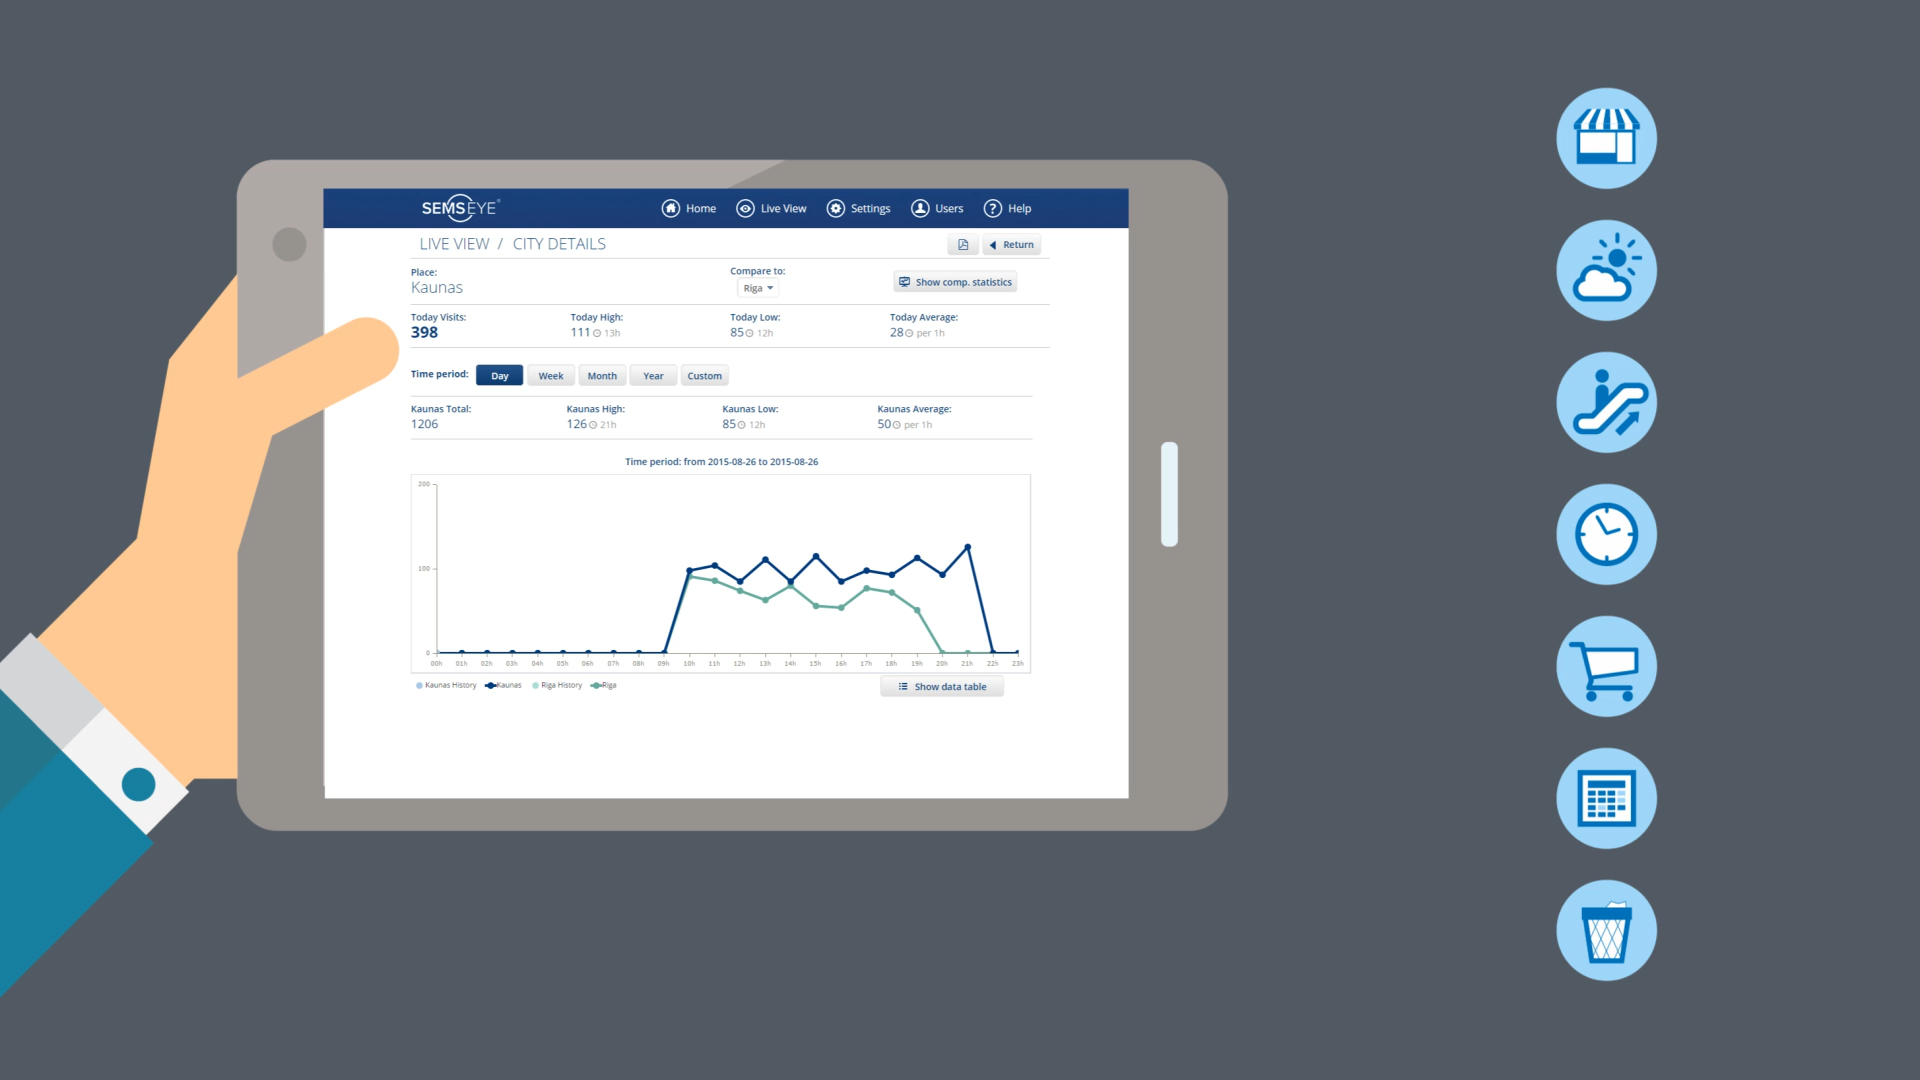 SEMSEYE®
Home Live View Settings Users Help
LIVE VIEW / CITY DETAILS
Return
Place:
Kaunas
Compare to:
Riga
Show comp. statistics
Today Visits:
398
Today High:
111 13h
Today Low:
85 12h
Today Average:
28 per 1h
Time period: Day Week Month Year Custom
Kaunas Total:
1206
Kaunas High:
126 21h
Kaunas Low:
85 12h
Kaunas Average:
50 per 1h
Time period: from 2015-08-26 to 2015-08-26
200
100
0
00h 01h 02h 03h 04h 05h 06h 07h 08h 09h 10h 11h 12h 13h 14h 15h 16h 17h 18h 19h 20h 21h 22h 23h
Kaunas History Kaunas Riga History Riga
Show data table